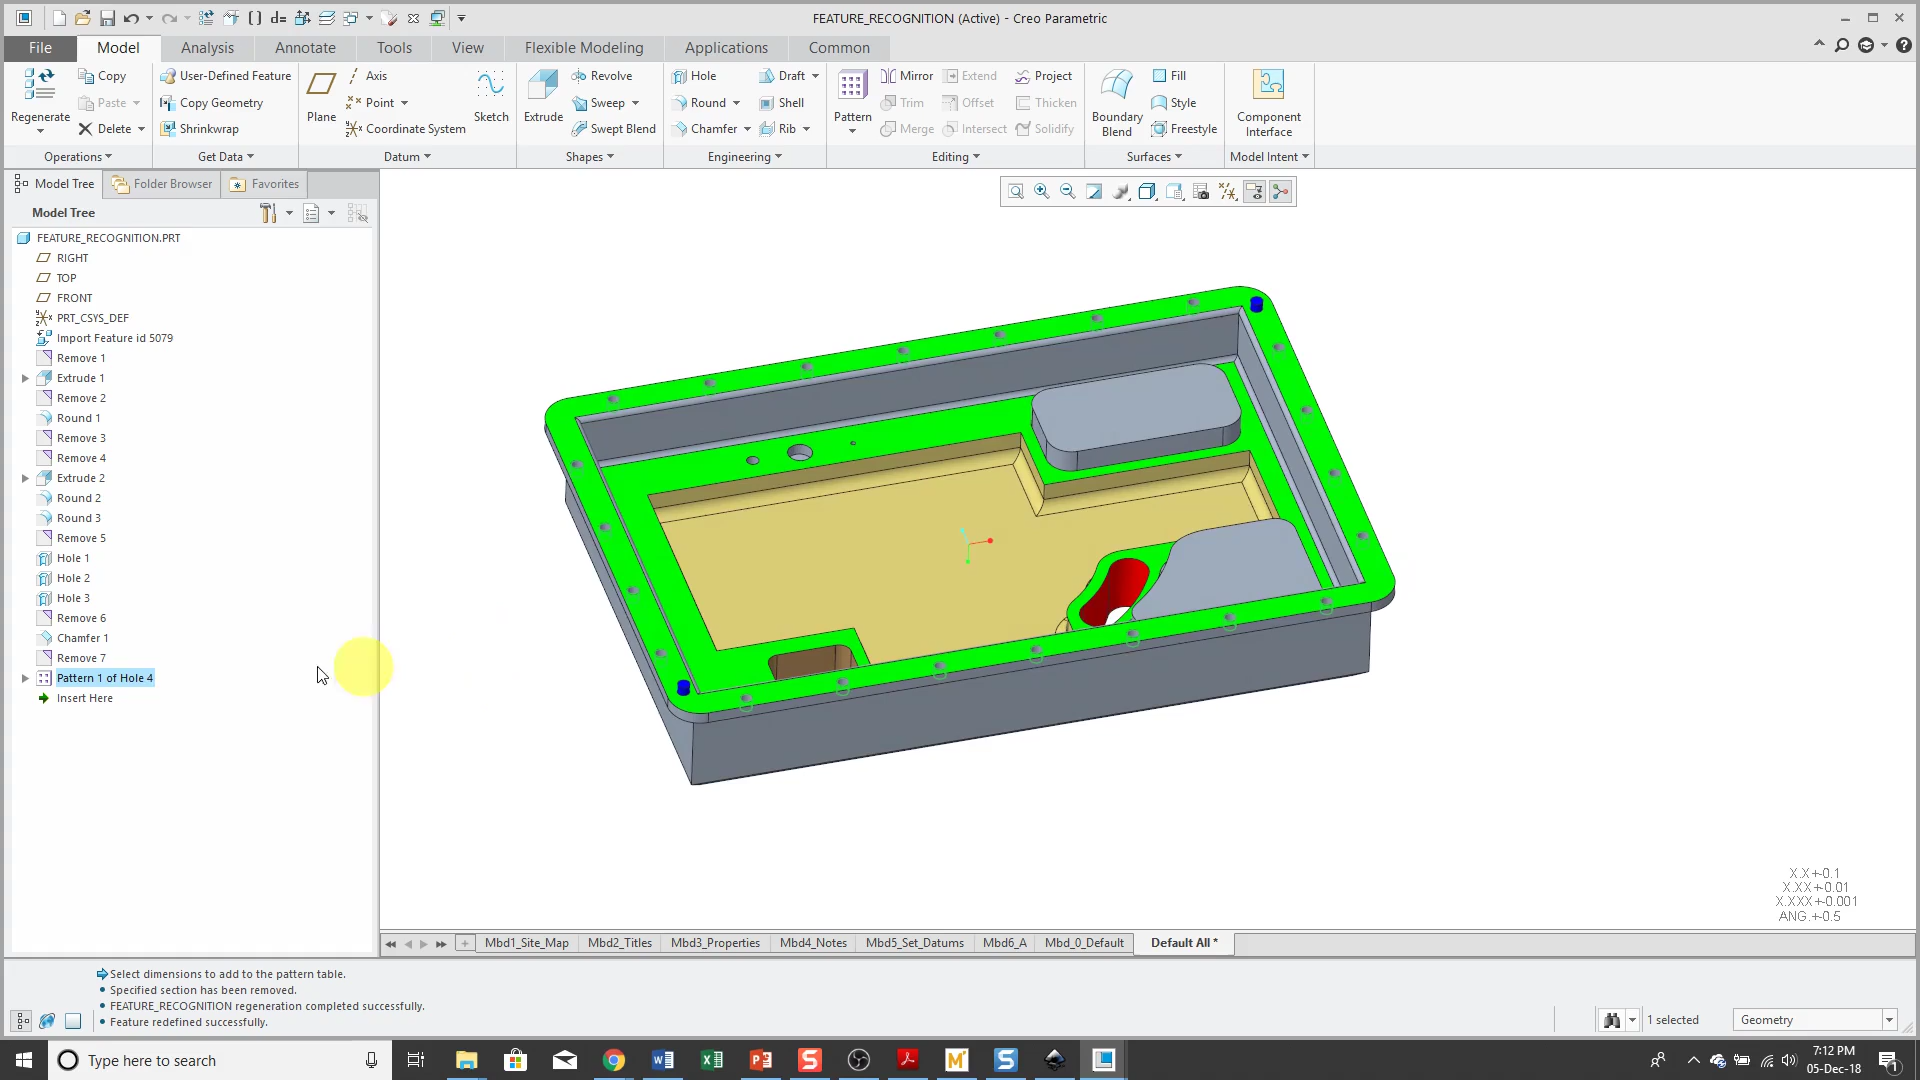 FEATURE_RECOGNITION (Active) - Creo Parametric
File Model Analysis Annotate Tools View Flexible Modeling Applications Common
Regenerate
Copy
Paste
Delete
Operations
User-Defined Feature
Copy Geometry
Shrinkwrap
Get Data
Plane
Axis
Point
Coordinate System
Sketch
Datum
Extrude
Revolve
Sweep
Swept Blend
Shapes
Hole
Round
Chamfer
Draft
Shell
Rib
Engineering
Pattern
Mirror
Trim
Merge
Extend
Offset
Intersect
Project
Thicken
Solidify
Editing
Boundary
Blend
Fill
Style
Freestyle
Surfaces
Component
Interface
Model Intent
Model Tree Folder Browser Favorites
Model Tree
FEATURE_RECOGNITION.PRT
RIGHT
TOP
FRONT
PRT_CSYS_DEF
Import Feature id 5079
Remove 1
Extrude 1
Remove 2
Round 1
Remove 3
Remove 4
Extrude 2
Round 2
Round 3
Remove 5
Hole 1
Hole 2
Hole 3
Remove 6
Chamfer 1
Remove 7
Pattern 1 of Hole 4
Insert Here
X.X+-0.1
X.XX+-0.01
X.XXX+-0.001
ANG.+-0.5
Mbd1_Site_Map Mbd2_Titles Mbd3_Properties Mbd4_Notes Mbd5_Set_Datums Mbd6_A Mbd_0_Default Default All *
Select dimensions to add to the pattern table.
• Specified section has been removed.
• FEATURE_RECOGNITION regeneration completed successfully.
• Feature redefined successfully.
1 selected
Geometry
Type here to search
7:12 PM
05-Dec-18